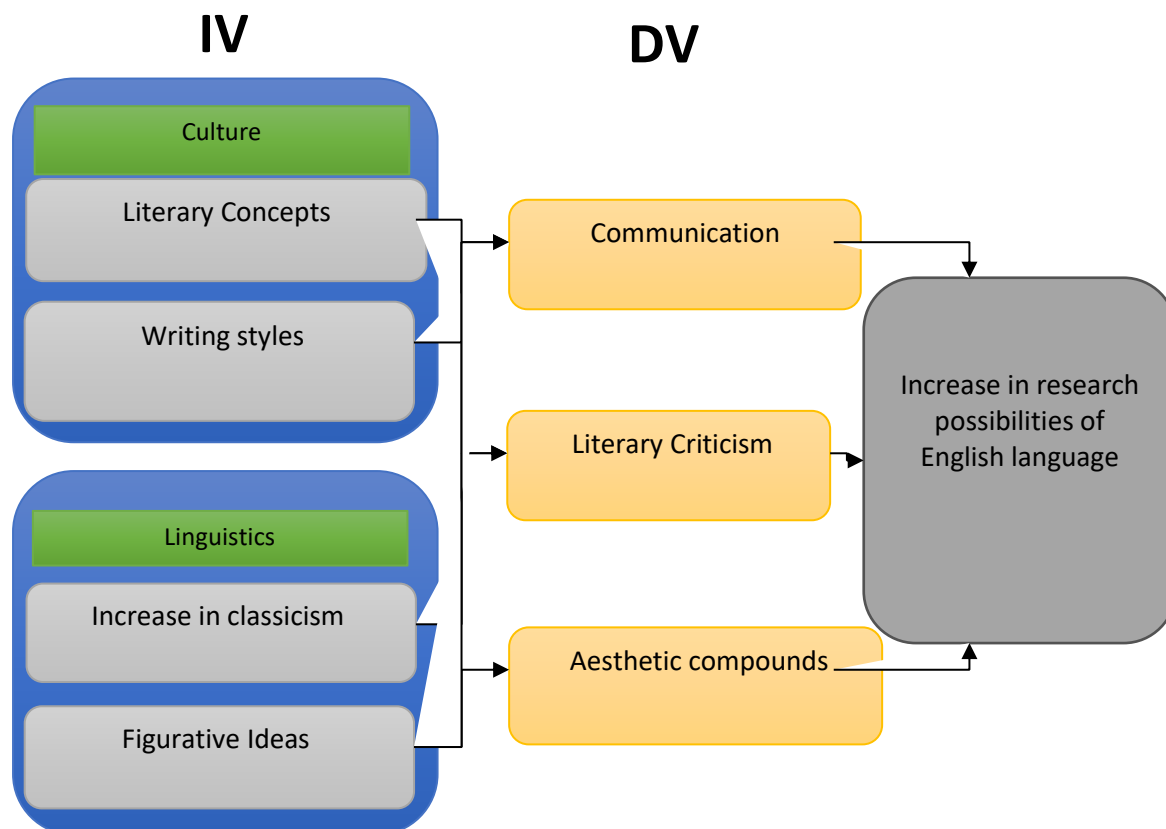 IV
DV
Culture
Literary Concepts
Writing styles
Linguistics
Increase in classicism
Figurative Ideas
Communication
Literary Criticism
Aesthetic compounds
Increase in research
possibilities of
English language